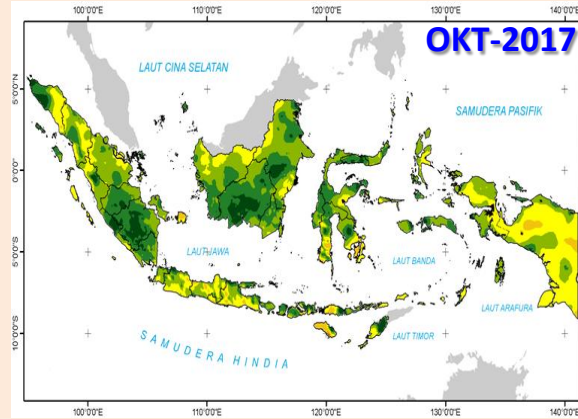 100°0'0"E 110°0'0"E 120°0'0"E 130°0'0"E 140°0'0"E
OKT-2017
LAUT CINA SELATAN
5°0'0"N
SAMUDERA PASIFIK
0°0'0"
5°0'0"S
LAUT JAWA
LAUT BANDA
LAUT ARAFURA
10°0'0"S
SAMUDERA HINDIA
LAUT TIMOR
100°0'0"E 110°0'0"E 120°0'0"E 130°0'0"E 140°0'0"E